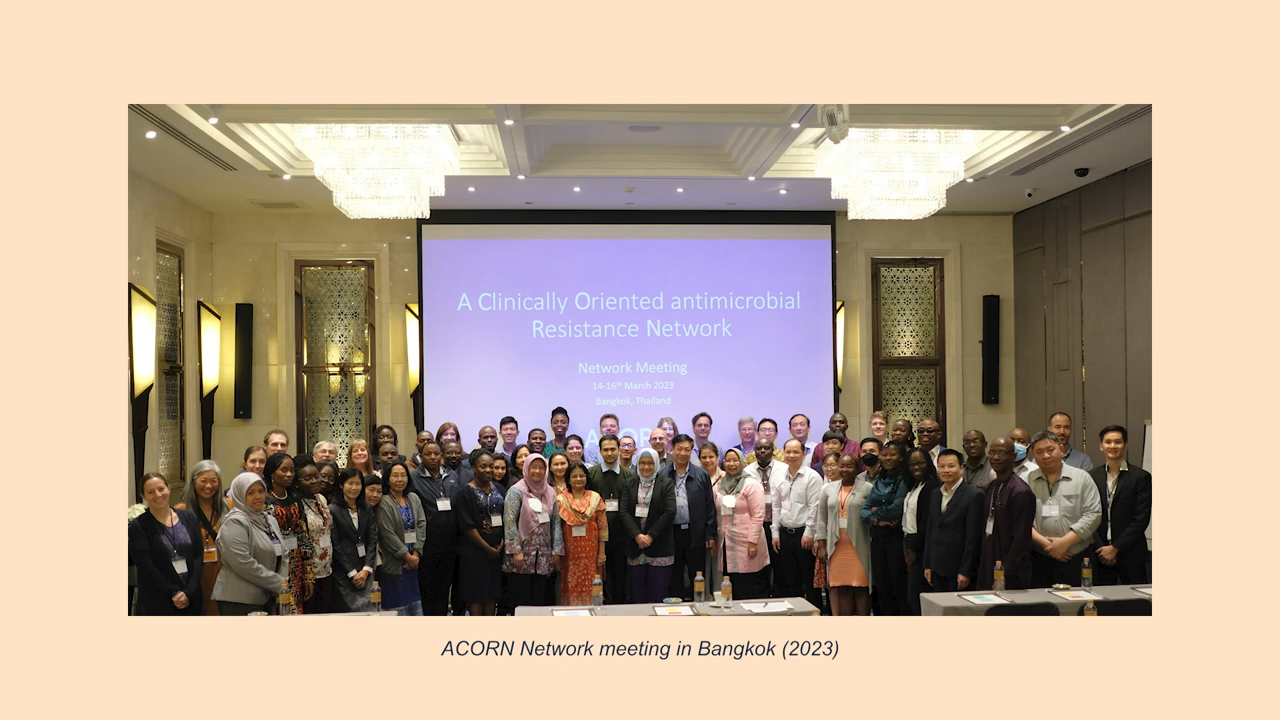 A Clinically Oriented antimicrobial
Resistance Network
Network Meeting
14-16th March 2023
Bangkok, Thailand
ACORN Network meeting in Bangkok (2023)